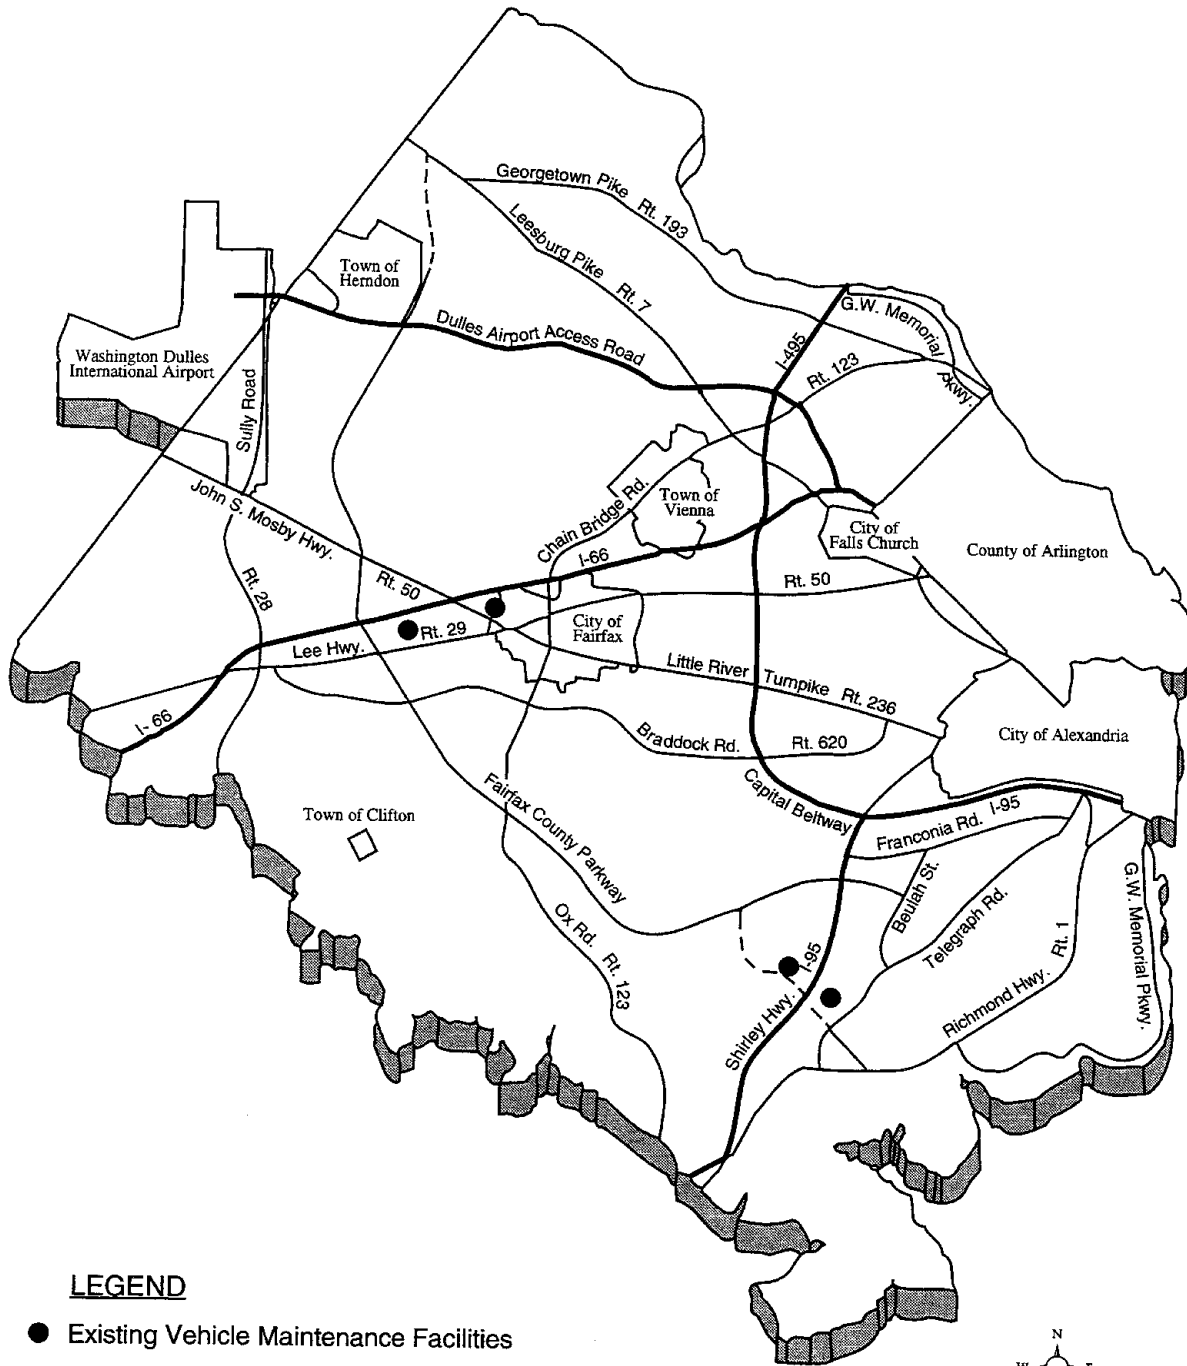 Georgetown Pike Rt. 193
Leesburg Pike Rt. 7
Town of
Herndon
G.W. Memorial Pkwy.
Dulles Airport Access Road
I-495
Rt. 123
Washington Dulles
International Airport
Sully Road
John S. Mosby Hwy.
Rt. 50
Chain Bridge Rd.
Town of
Vienna
City of
Falls Church
County of Arlington
I-66
Rt. 50
Rt. 28
Lee Hwy.
Rt. 29
City of
Fairfax
Little River Turnpike Rt. 236
I-66
Braddock Rd. Rt. 620
City of Alexandria
Capital Beltway
I-95
Franconia Rd.
Town of Clifton
Fairfax County Parkway
Beulah St.
Telegraph Rd.
G.W. Memorial Pkwy.
Ox Rd. Rt. 123
I-95
Shirley Hwy.
Richmond Hwy. Rt. 1
LEGEND
Existing Vehicle Maintenance Facilities
N
W E